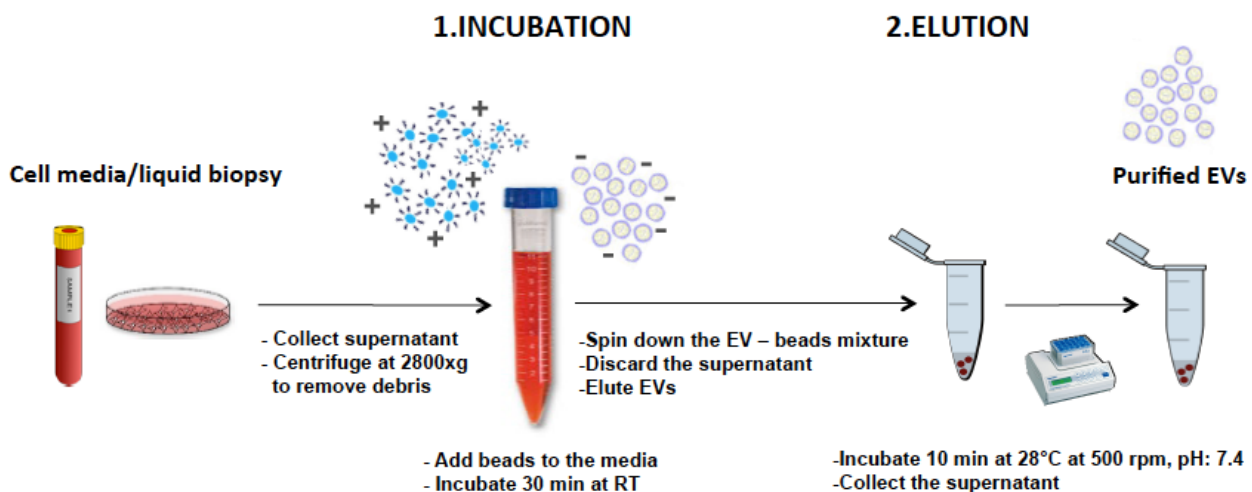 1.INCUBATION
2.ELUTION
Cell media/liquid biopsy
Purified EVs
- Collect supernatant
- Centrifuge at 2800xg
to remove debris
-Spin down the EV – beads mixture
-Discard the supernatant
-Elute EVs
- Add beads to the media
- Incubate 30 min at RT
-Incubate 10 min at 28°C at 500 rpm, pH: 7.4
-Collect the supernatant